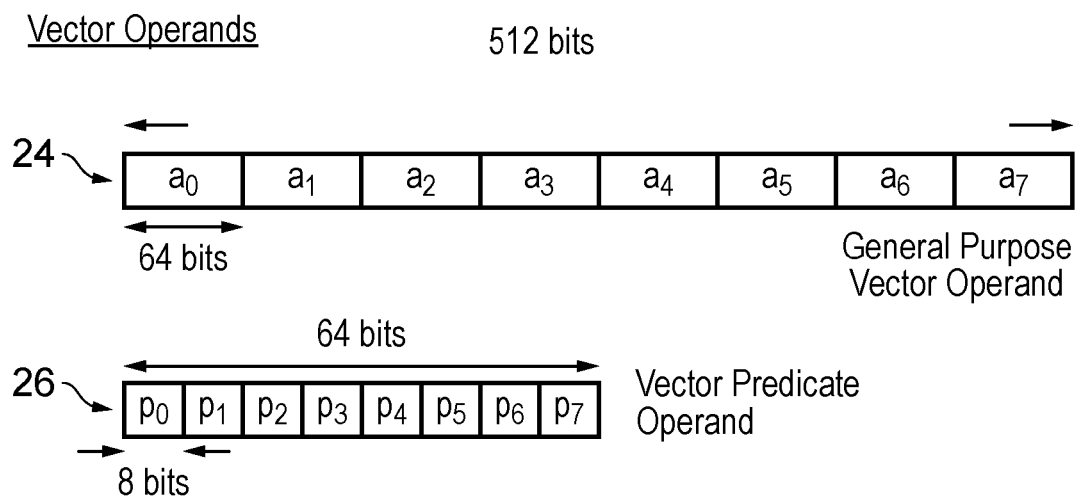 Vector Operands
512 bits
24
a₀ a₁ a₂ a₃ a₄ a₅ a₆ a₇
64 bits
General Purpose
Vector Operand
64 bits
26
p₀ p₁ p₂ p₃ p₄ p₅ p₆ p₇
Vector Predicate
Operand
8 bits